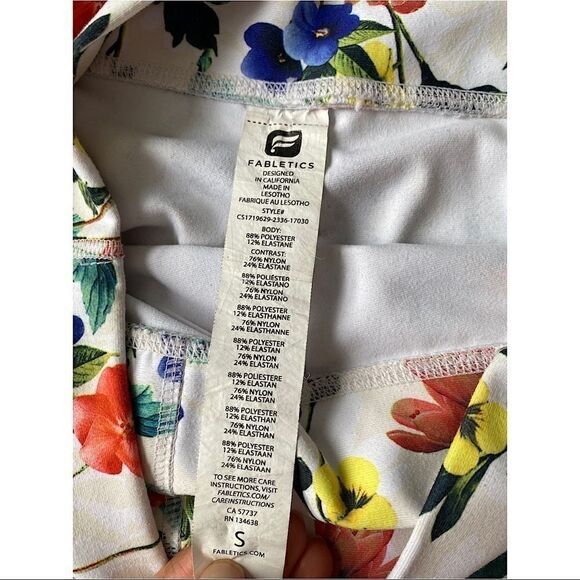 FABLETICS
DESIGNED
IN CALIFORNIA
MADE IN
LESOTHO
FABRIQUE AU LESOTHO
STYLE#
CS1719629-2336-17030
BODY:
88% POLYESTER
12% ELASTANE
CONTRAST:
76% NYLON
24% ELASTANE
88% POLIÉSTER
12% ELASTANO
76% NYLON
24% ELASTANO
88% POLYESTER
12% ELASTHANNE
76% NYLON
24% ELASTHANNE
88% POLYESTER
12% ELASTAN
76% NYLON
24% ELASTAN
88% POLIESTERE
12% ELASTAN
76% NYLON
24% ELASTAN
88% POLYESTER
12% ELASTHAN
76% NYLON
24% ELASTHAN
88% POLYESTER
12% ELASTAAN
76% NYLON
24% ELASTAAN
TO SEE MORE CARE
INSTRUCTIONS, VISIT
FABLETICS.COM/
CAREINSTRUCTIONS
CA 57737
RN 134638
S
FABLETICS.COM